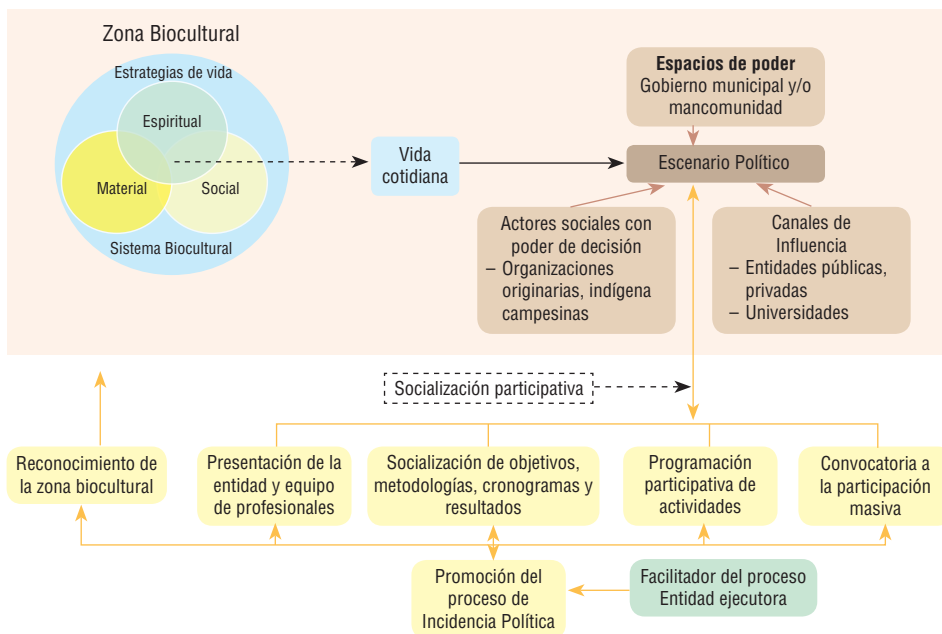 Zona Biocultural
Estrategias de vida
Espiritual
Material
Social
Sistema Biocultural
Vida
cotidiana
Espacios de poder
Gobierno municipal y/o
mancomunidad
Escenario Político
Actores sociales con
poder de decisión
– Organizaciones
originarias, indígena
campesinas
Canales de
Influencia
– Entidades públicas,
privadas
– Universidades
Socialización participativa
Reconocimiento de
la zona biocultural
Presentación de la
entidad y equipo
de profesionales
Socialización de objetivos,
metodologías, cronogramas y
resultados
Programación
participativa de
actividades
Convocatoria a
la participación
masiva
Promoción del
proceso de
Incidencia Política
Facilitador del proceso
Entidad ejecutora